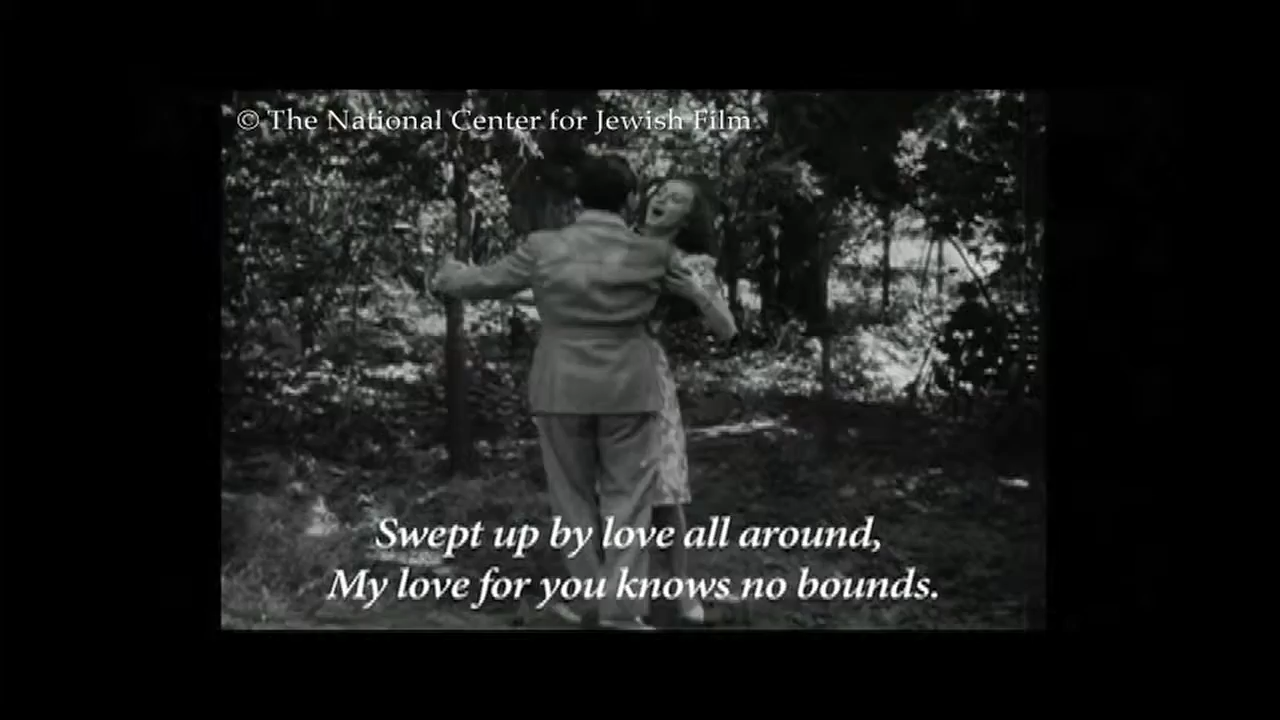 © The National Center for Jewish Film
Swept up by love all around,
My love for you knows no bounds.